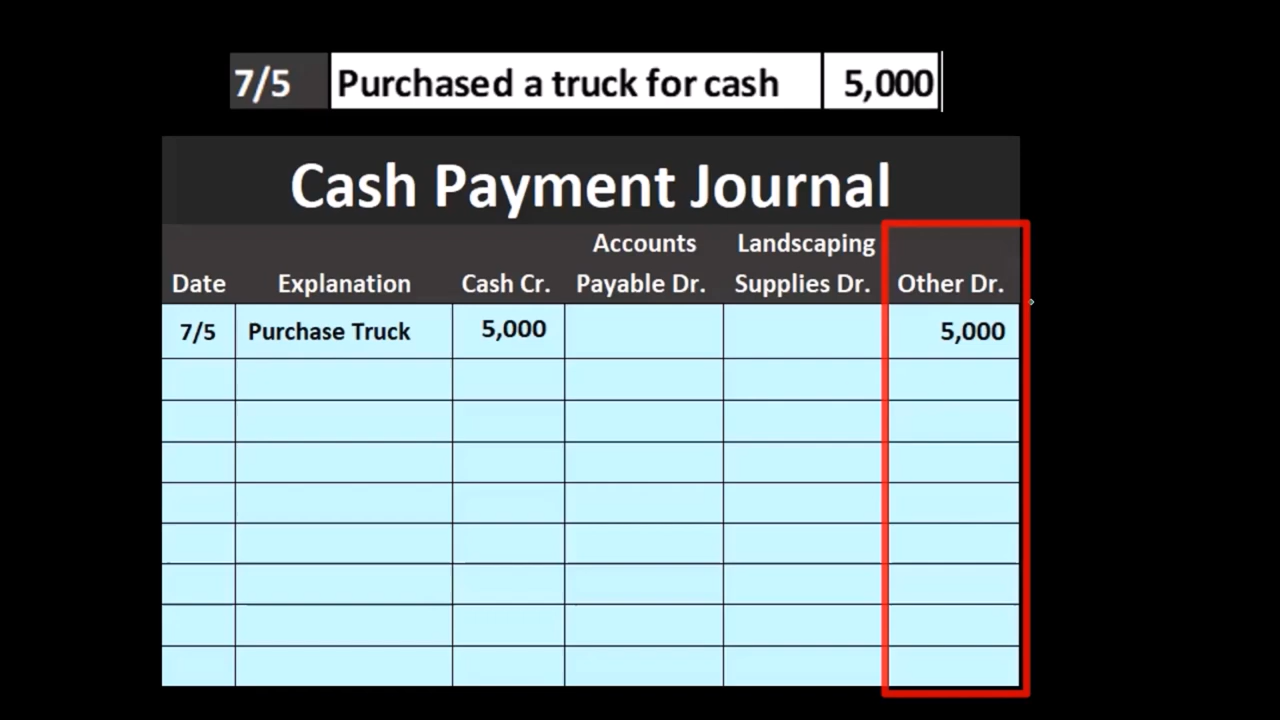 7/5 Purchased a truck for cash 5,000
Cash Payment Journal
Accounts Landscaping
Date Explanation Cash Cr. Payable Dr. Supplies Dr. Other Dr.
7/5 Purchase Truck 5,000 5,000